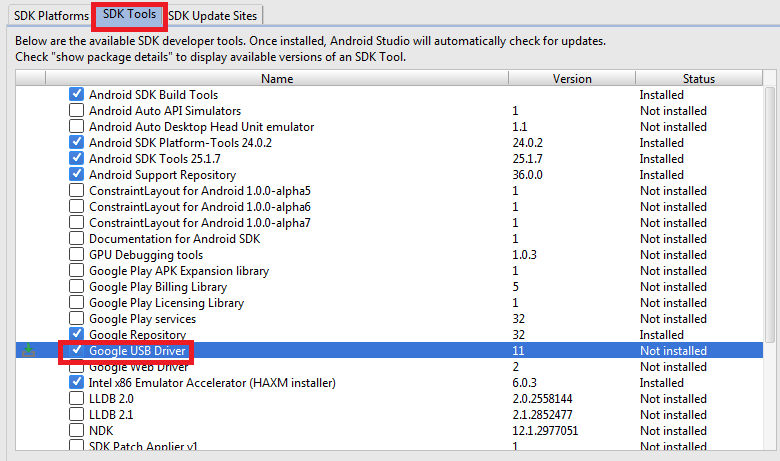 SDK Platforms SDK Tools SDK Update Sites
Below are the available SDK developer tools. Once installed, Android Studio will automatically check for updates.
Check "show package details" to display available versions of an SDK Tool.
Name Version Status
Android SDK Build Tools Installed
Android Auto API Simulators 1 Not installed
Android Auto Desktop Head Unit emulator 1.1 Not installed
Android SDK Platform-Tools 24.0.2 24.0.2 Installed
Android SDK Tools 25.1.7 25.1.7 Installed
Android Support Repository 36.0.0 Installed
ConstraintLayout for Android 1.0.0-alpha5 1 Not installed
ConstraintLayout for Android 1.0.0-alpha6 1 Not installed
ConstraintLayout for Android 1.0.0-alpha7 1 Not installed
Documentation for Android SDK 1 Not installed
GPU Debugging tools 1.0.3 Not installed
Google Play APK Expansion library 1 Not installed
Google Play Billing Library 5 Not installed
Google Play Licensing Library 1 Not installed
Google Play services 32 Not installed
Google Repository 32 Installed
Google USB Driver 11 Not installed
Google Web Driver 2 Not installed
Intel x86 Emulator Accelerator (HAXM installer) 6.0.3 Installed
LLDB 2.0 2.0.2558144 Not installed
LLDB 2.1 2.1.2852477 Not installed
NDK 12.1.2977051 Not installed
SDK Patch Applier v1 1 Not installed